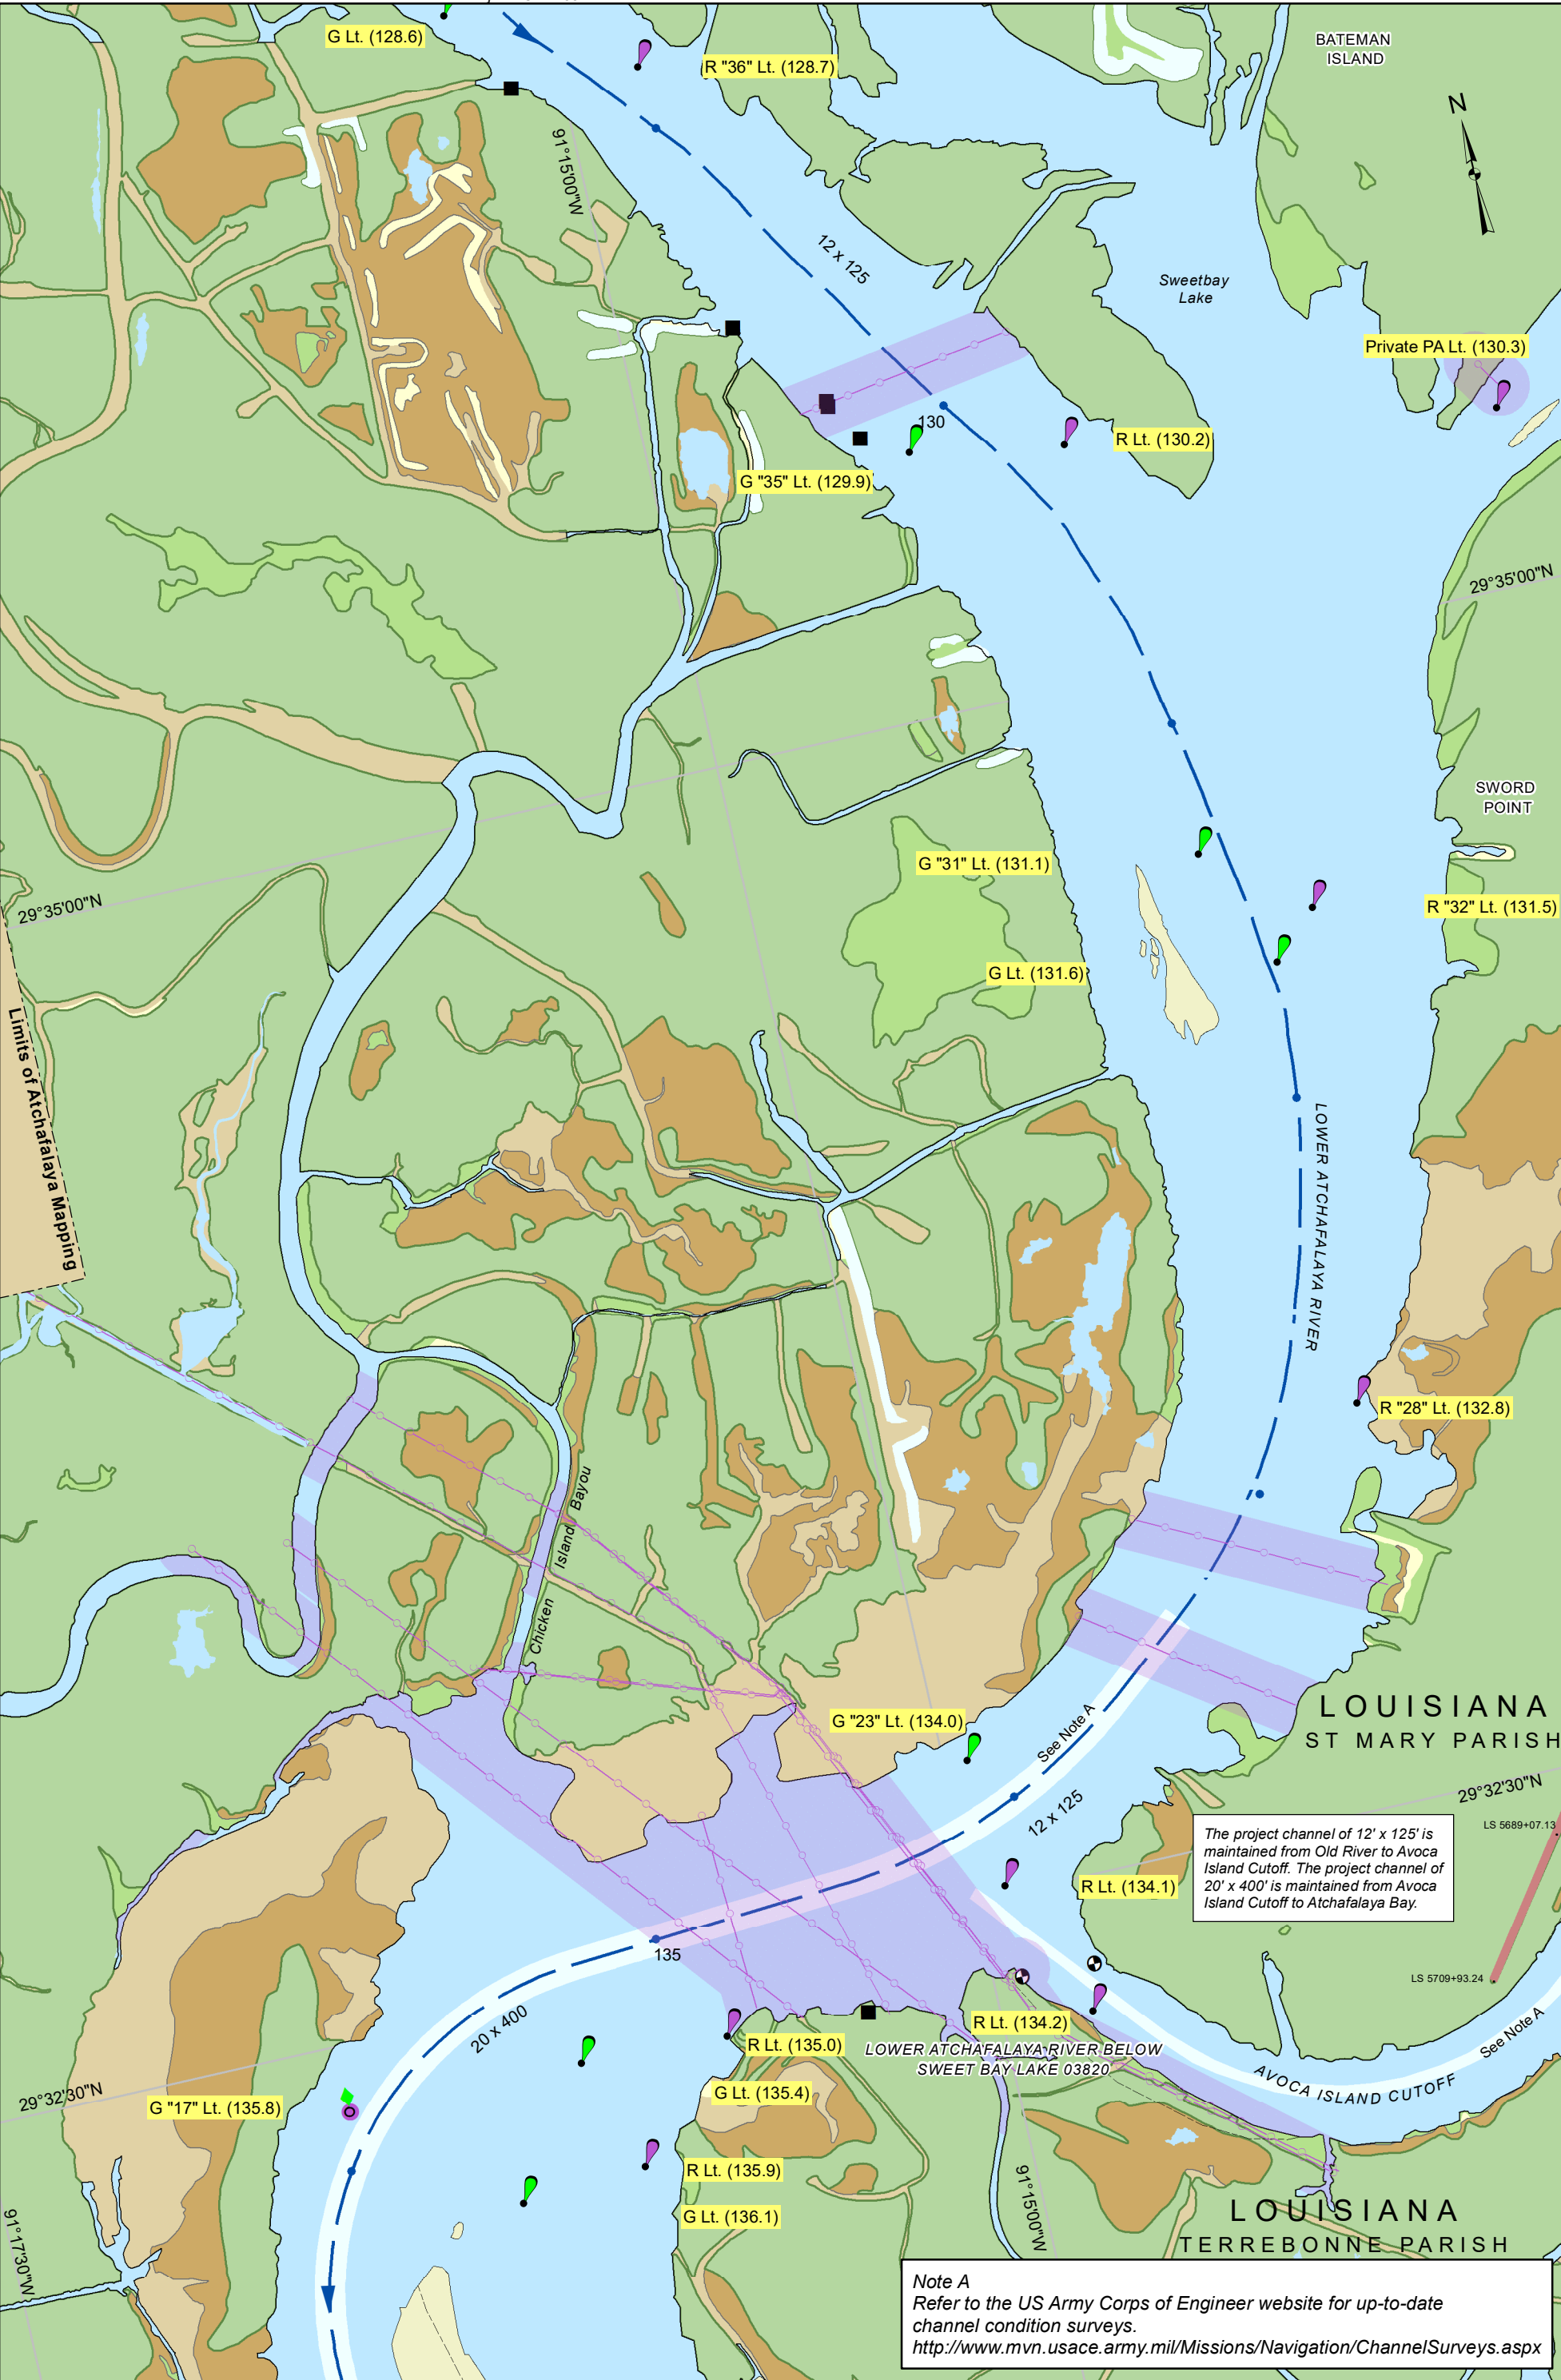 G Lt. (128.6)
R "36" Lt. (128.7)
BATEMAN
ISLAND
N
91°15'00"W
12 x 125
Sweetbay
Lake
Private PA Lt. (130.3)
130
R Lt. (130.2)
G "35" Lt. (129.9)
29°35'00"N
SWORD
POINT
G "31" Lt. (131.1)
29°35'00"N
R "32" Lt. (131.5)
G Lt. (131.6)
Limits of Atchafalaya Mapping
LOWER ATCHAFALAYA RIVER
R "28" Lt. (132.8)
Chicken Island Bayou
LOUISIANA
ST MARY PARISH
G "23" Lt. (134.0)
See Note A
29°32'30"N
12 x 125
LS 5689+07.13
The project channel of 12' x 125' is
maintained from Old River to Avoca
Island Cutoff. The project channel of
20' x 400' is maintained from Avoca
Island Cutoff to Atchafalaya Bay.
R Lt. (134.1)
135
LS 5709+93.24
20 x 400
R Lt. (134.2)
R Lt. (135.0)
LOWER ATCHAFALAYA RIVER BELOW
SWEET BAY LAKE 03820
See Note A
AVOCA ISLAND CUTOFF
29°32'30"N
G "17" Lt. (135.8)
G Lt. (135.4)
R Lt. (135.9)
G Lt. (136.1)
91°15'00"W
91°17'30"W
LOUISIANA
TERREBONNE PARISH
Note A
Refer to the US Army Corps of Engineer website for up-to-date
channel condition surveys.
http://www.mvn.usace.army.mil/Missions/Navigation/ChannelSurveys.aspx